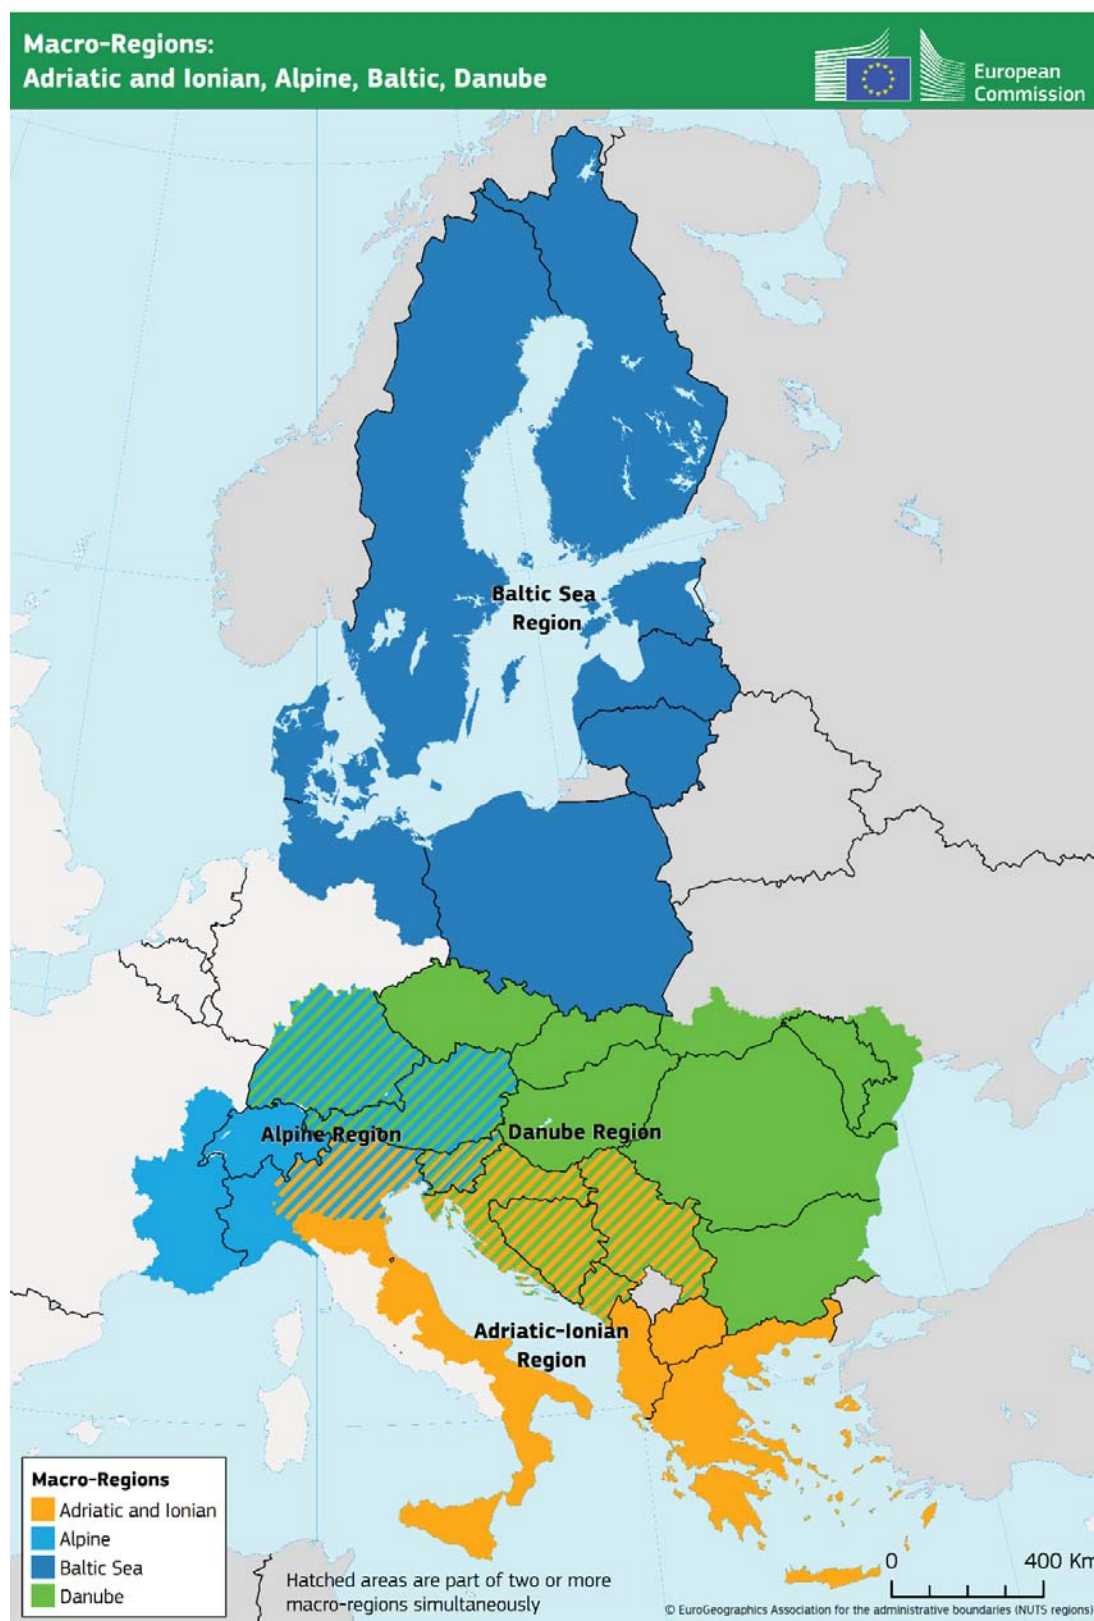 Macro-Regions:
Adriatic and Ionian, Alpine, Baltic, Danube
European
Commission
Baltic Sea
Region
Alpine Region
Danube Region
Adriatic-Ionian
Region
Macro-Regions
Adriatic and Ionian
Alpine
Baltic Sea
Danube
Hatched areas are part of two or more
macro-regions simultaneously
0 400 Km
© EuroGeographics Association for the administrative boundaries (NUTS regions)